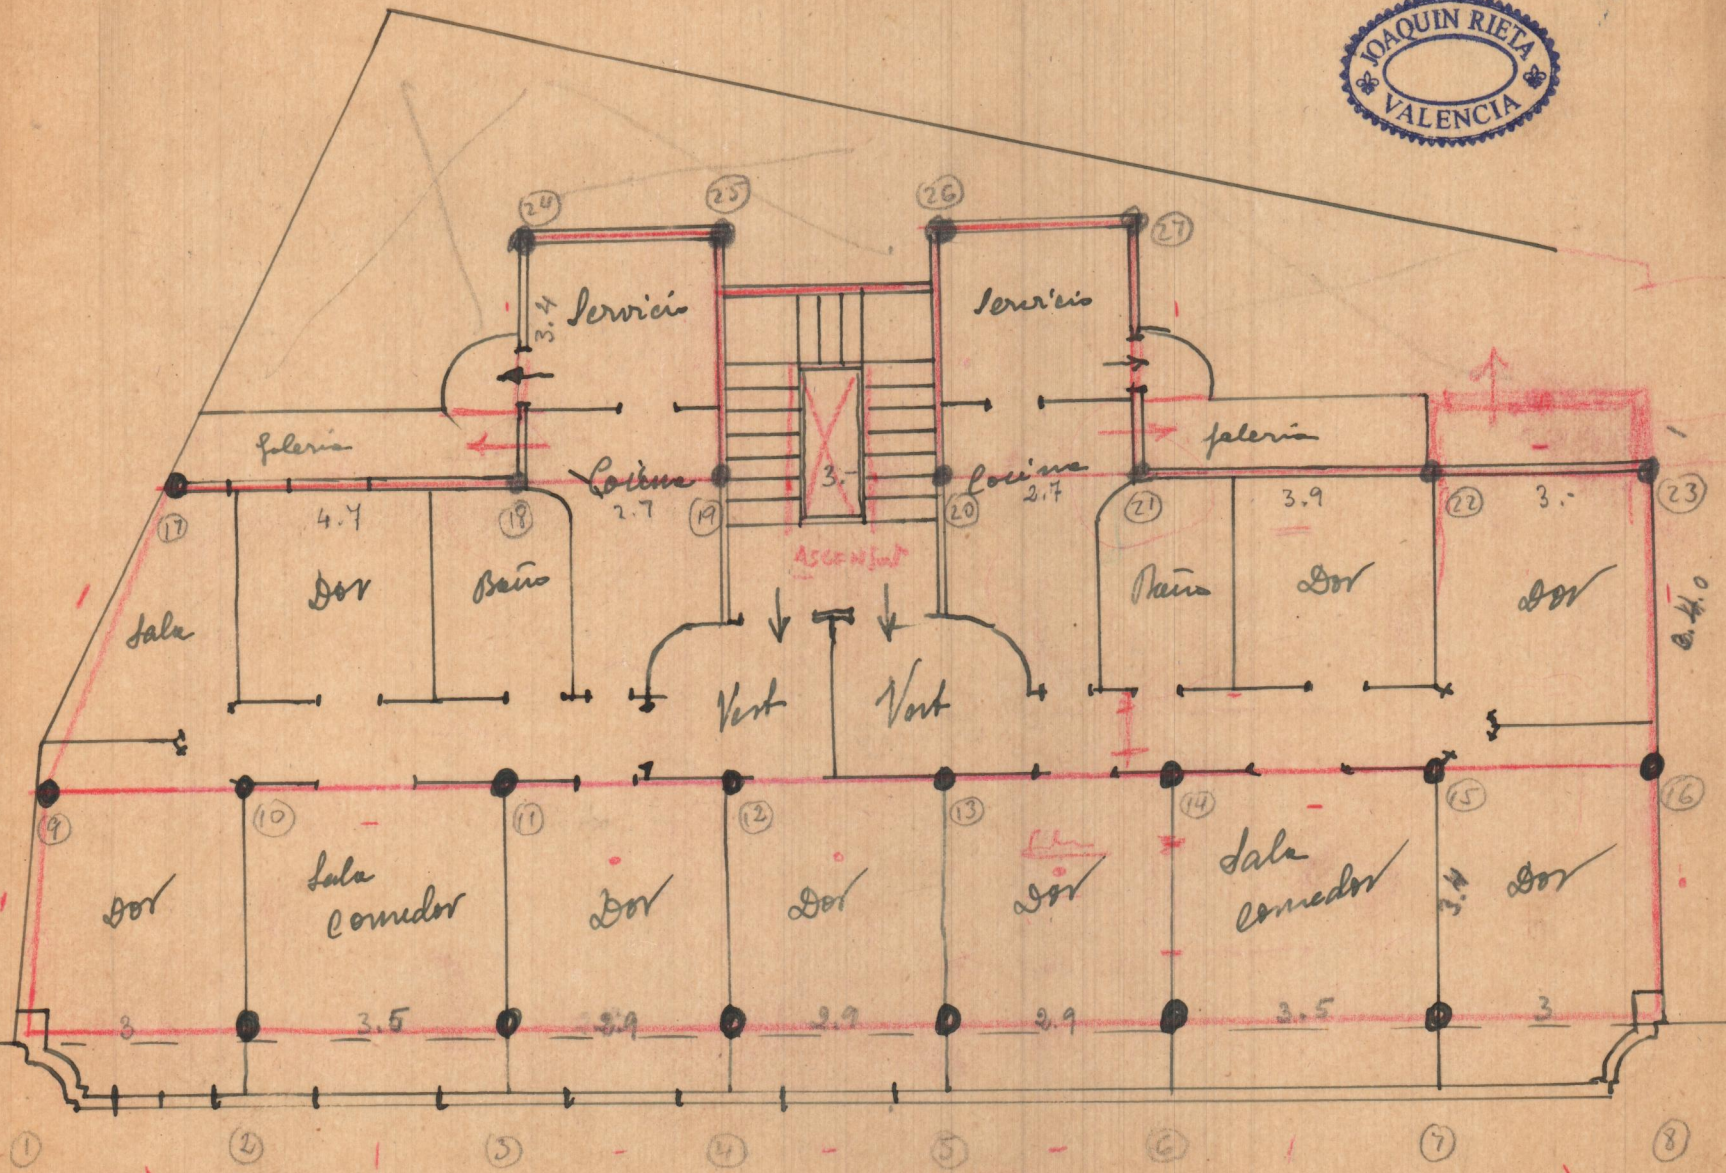 JOAQUIN RIETA
VALENCIA
24
25
26
27
3.4
Servicio
Servicio
Galeria
Cocina
3.-
Cocina
galeria
1
17
4.7
18
2.7
19
20
2.7
21
3.9
22
3.-
23
ASCENSOR
Sala
Dor
Baño
Baño
Dor
Dor
Vest
Vest
9
10
11
12
13
14
15
16
Dor
Sala
comedor
Dor
Dor
Dor
Sala
comedor
3.4
Dor
3
3.5
2.9
2.9
2.9
3.5
3
1
2
3
4
5
6
7
8